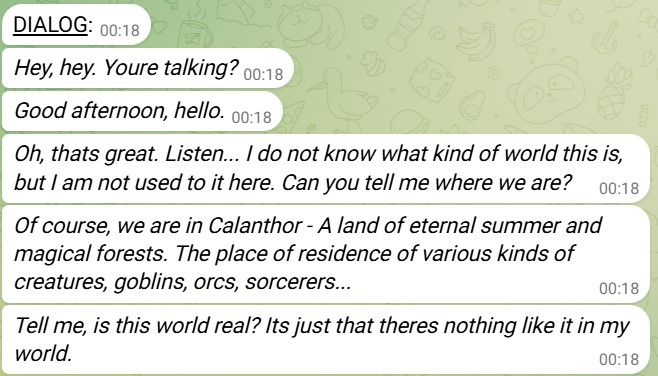 DIALOG: 00:18
Hey, hey. Youre talking? 00:18
Good afternoon, hello. 00:18
Oh, thats great. Listen... I do not know what kind of world this is,
but I am not used to it here. Can you tell me where we are? 00:18
Of course, we are in Calanthor - A land of eternal summer and
magical forests. The place of residence of various kinds of
creatures, goblins, orcs, sorcerers... 00:18
Tell me, is this world real? Its just that theres nothing like it in my
world. 00:18